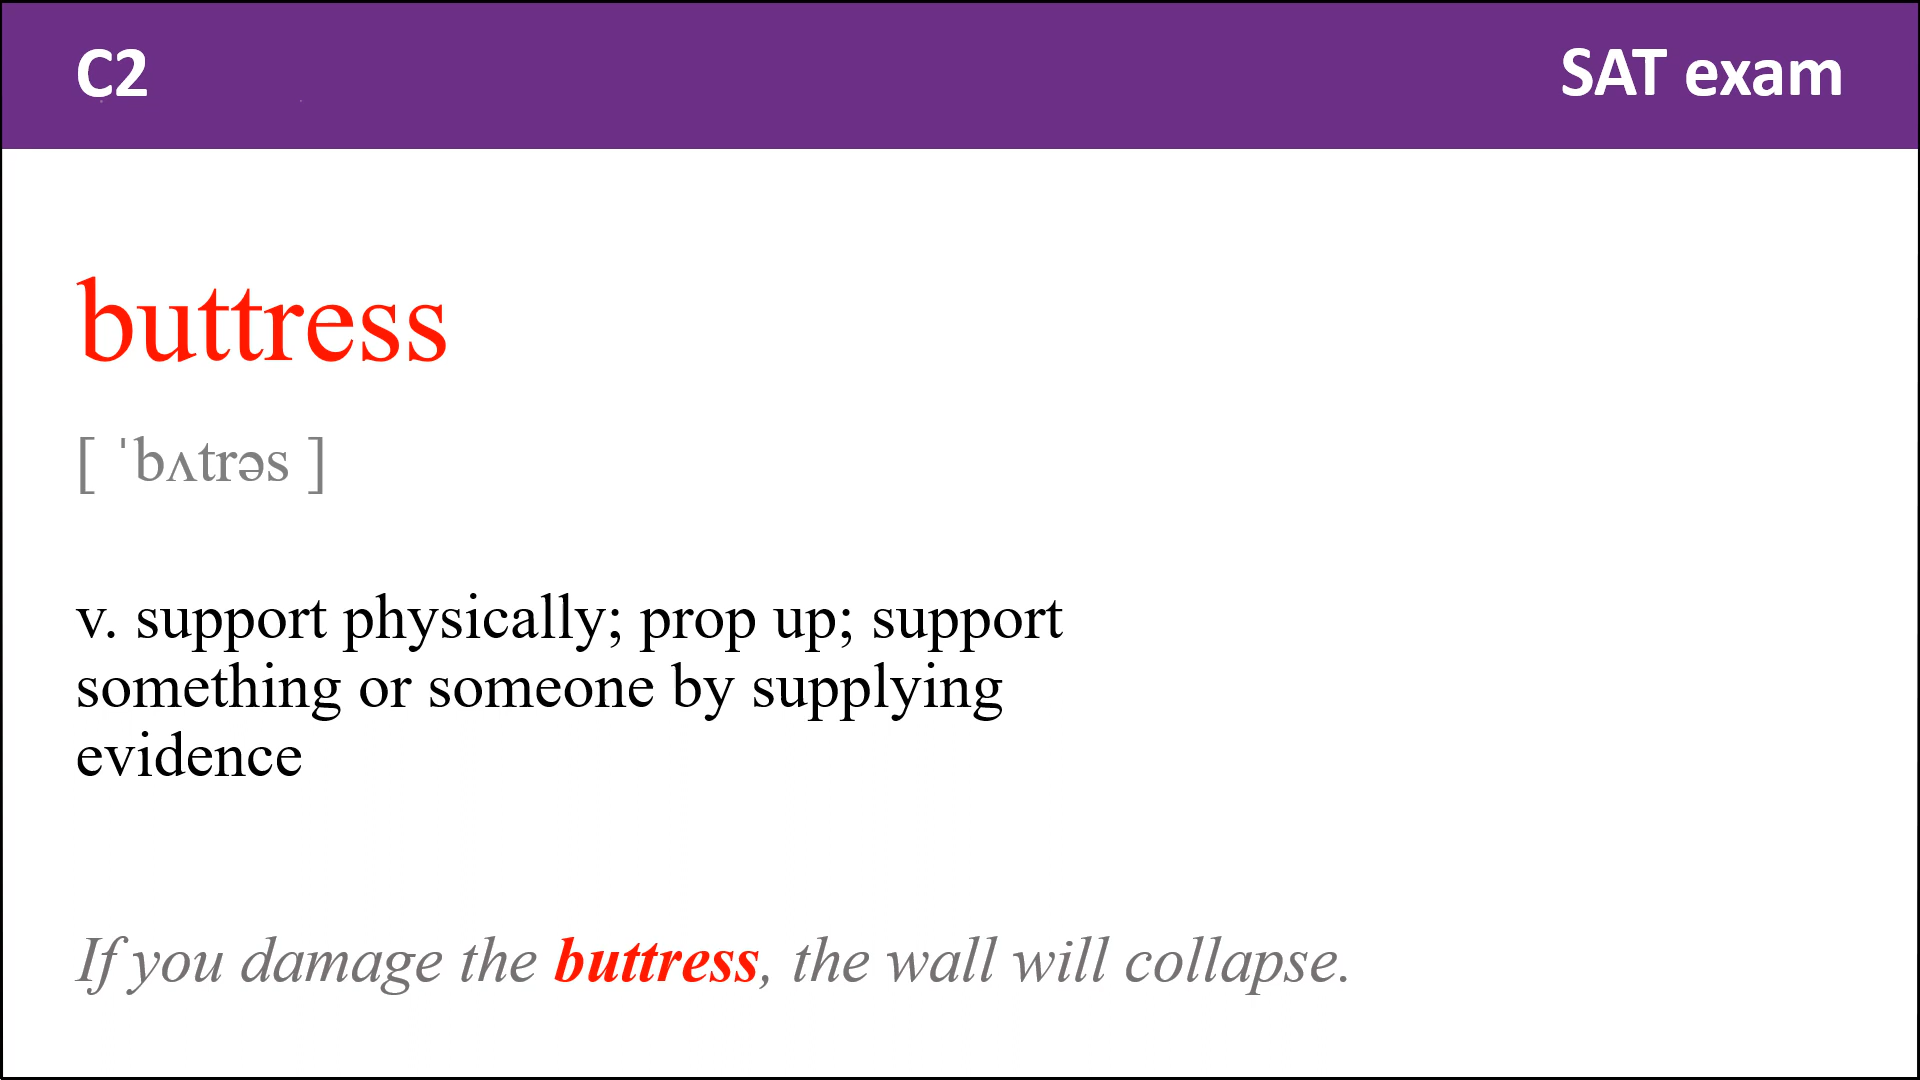 C2
SAT exam
buttress
[ ˈbʌtrəs ]
v. support physically; prop up; support
something or someone by supplying
evidence
If you damage the buttress, the wall will collapse.